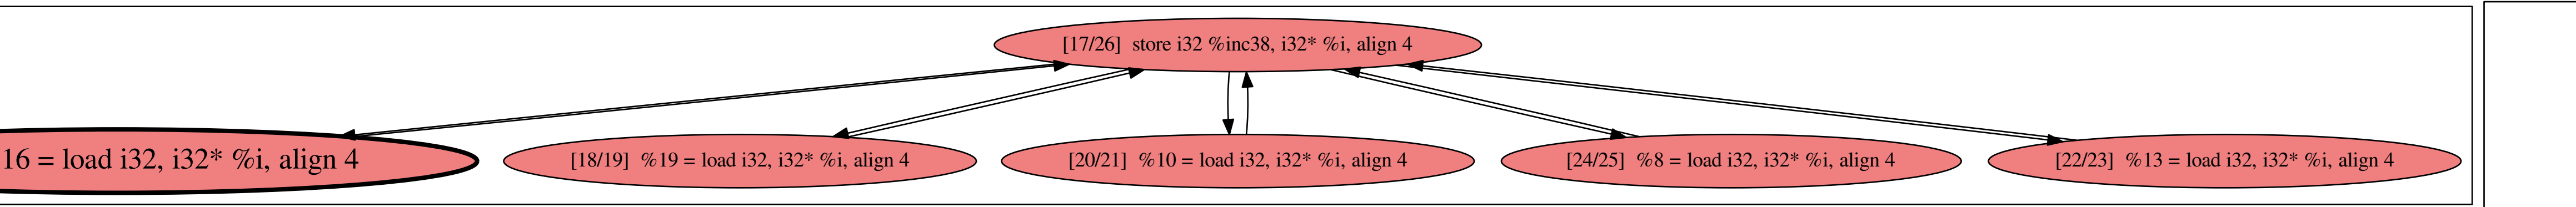 [17/26] store i32 %inc38, i32* %i, align 4
16 = load i32, i32* %i, align 4
[18/19] %19 = load i32, i32* %i, align 4
[20/21] %10 = load i32, i32* %i, align 4
[24/25] %8 = load i32, i32* %i, align 4
[22/23] %13 = load i32, i32* %i, align 4